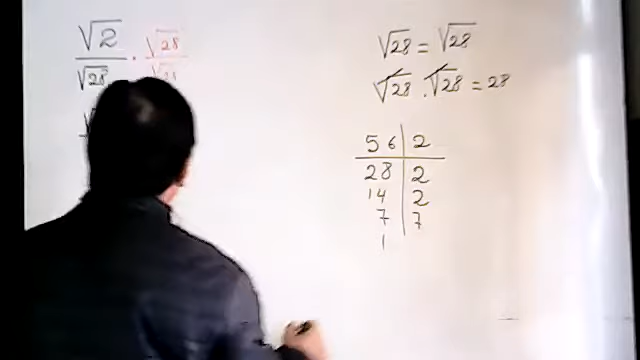 √2 / √28 · √28 / √28
√28 = √28
√28 . √28 = 28
56 | 2
28 | 2
14 | 2
7 | 7
1